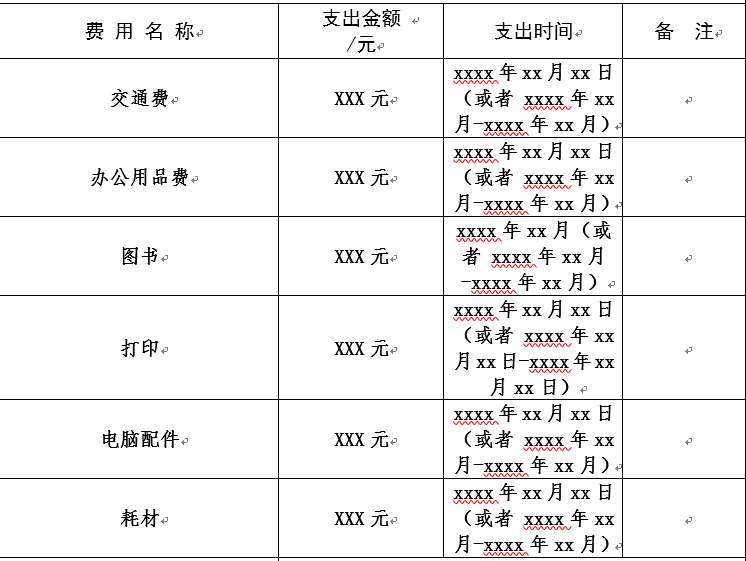 费 用 名 称
支出金额
/元
支出时间
备 注
交通费
XXX 元
xxxx 年 xx 月 xx 日
（或者 xxxx 年 xx
月-xxxx 年 xx 月）
办公用品费
XXX 元
xxxx 年 xx 月 xx 日
（或者 xxxx 年 xx
月-xxxx 年 xx 月）
图书
XXX 元
xxxx 年 xx 月（或
者 xxxx 年 xx 月
-xxxx 年 xx 月）
打印
XXX 元
xxxx 年 xx 月 xx 日
（或者 xxxx 年 xx
月 xx 日-xxxx 年 xx
月 xx 日）
电脑配件
XXX 元
xxxx 年 xx 月 xx 日
（或者 xxxx 年 xx
月-xxxx 年 xx 月）
耗材
XXX 元
xxxx 年 xx 月 xx 日
（或者 xxxx 年 xx
月-xxxx 年 xx 月）